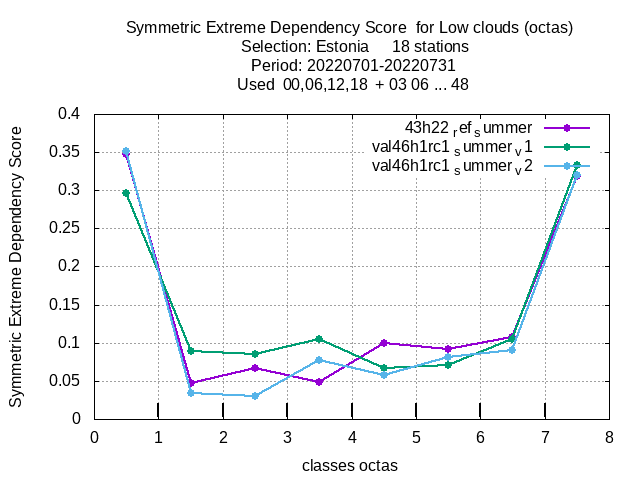 Symmetric Extreme Dependency Score for Low clouds (octas)
Selection: Estonia 18 stations
Period: 20220701-20220731
Used 00,06,12,18 + 03 06 ... 48
Symmetric Extreme Dependency Score
0.4
0.35
0.3
0.25
0.2
0.15
0.1
0.05
0
43h22ref_summer
val46h1rc1_summer_v1
val46h1rc1_summer_v2
0 1 2 3 4 5 6 7 8
classes octas